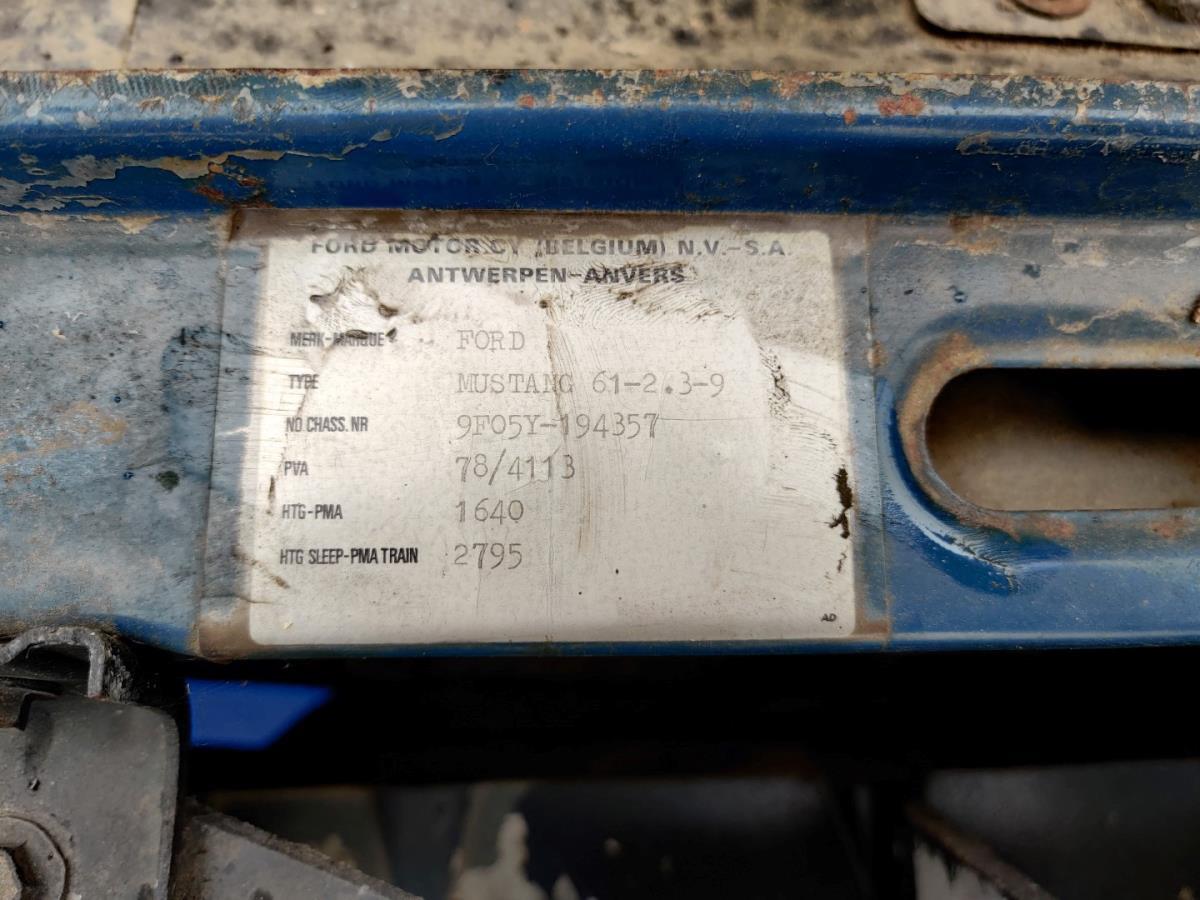 FORD MOTOR CY (BELGIUM) N.V.-S.A.
ANTWERPEN-ANVERS
MERK-MARQUE FORD
TYPE MUSTANG 61-2.3-9
NO.CHASS.NR 9F05Y-194357
PVA 78/4113
HTG-PMA 1640
HTG SLEEP-PMA TRAIN 2795
AD